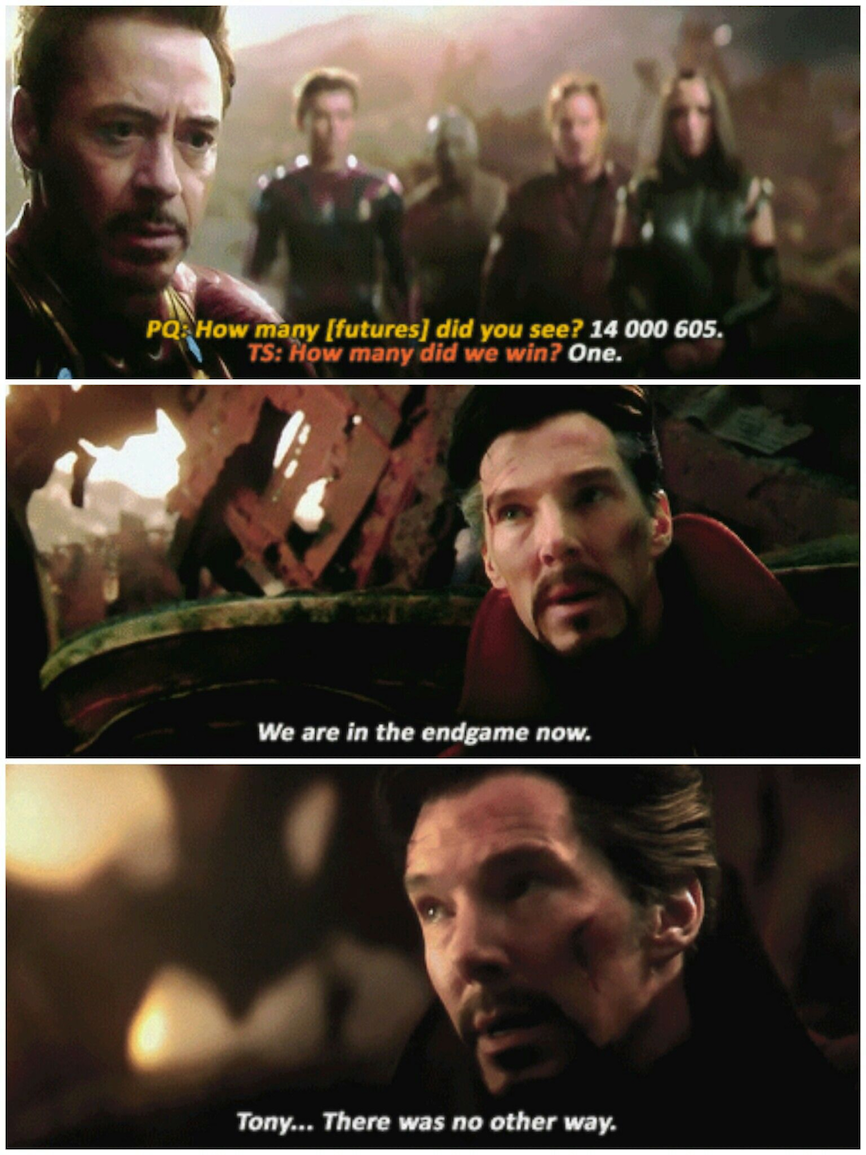 PQ: How many [futures] did you see? 14 000 605.
TS: How many did we win? One.
We are in the endgame now.
Tony... There was no other way.